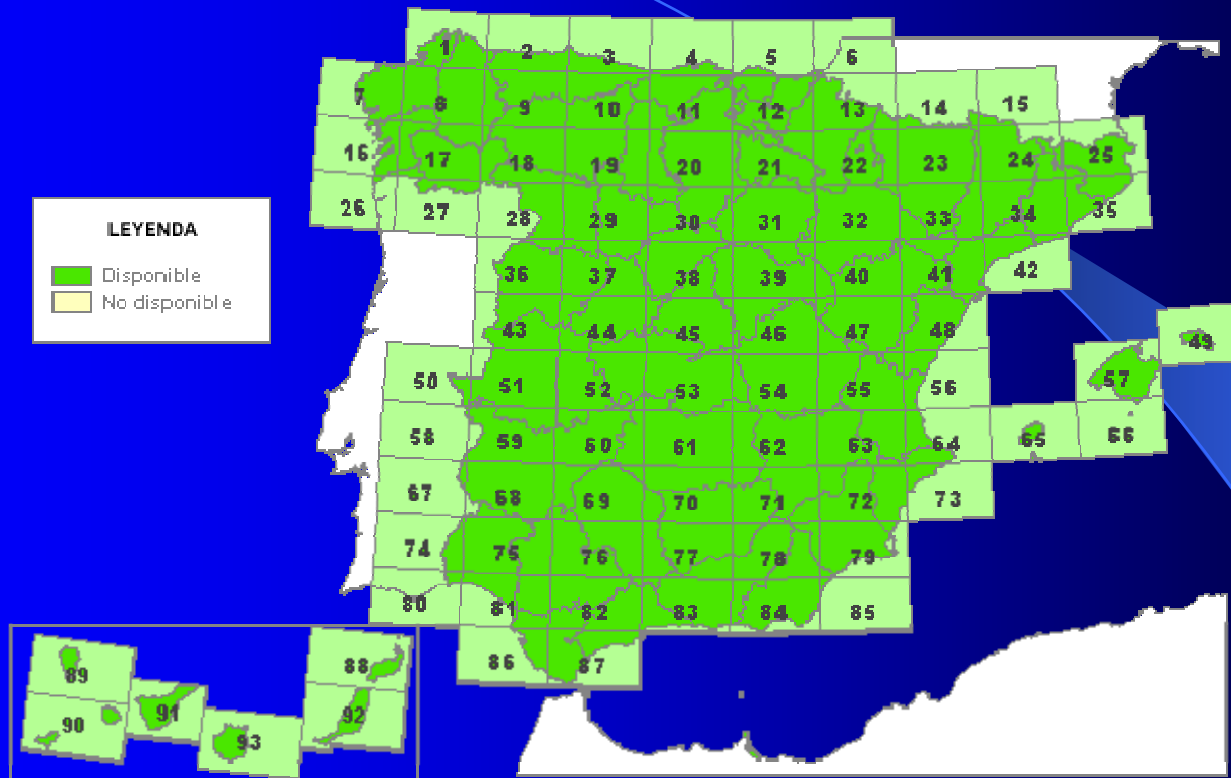 1 2 3 4 5 6
7 8 9 10 11 12 13 14 15
16 17 18 19 20 21 22 23 24 25
26 27 28 29 30 31 32 33 34 35
LEYENDA
Disponible
No disponible
36 37 38 39 40 41 42
43 44 45 46 47 48 49
50 51 52 53 54 55 56 57
58 59 60 61 62 63 64 65 66
67 68 69 70 71 72 73
74 75 76 77 78 79
80 81 82 83 84 85
86 87 88
89
90 91 92
93